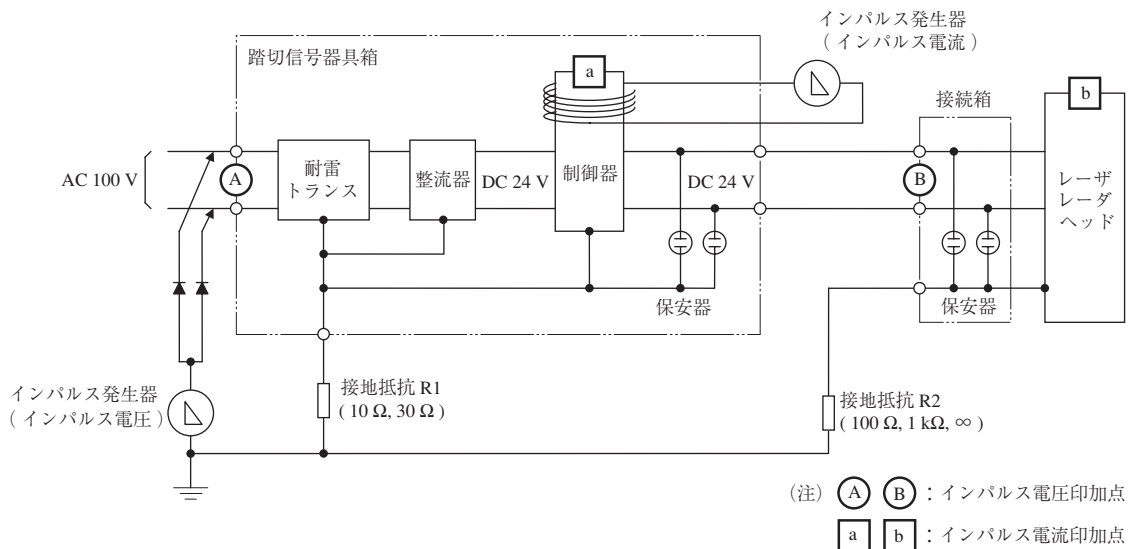 インパルス発生器
( インパルス電流 )
踏切信号器具箱
a
接続箱
b
AC 100 V
A
耐雷
トランス
整流器
DC 24 V
制御器
DC 24 V
B
レーザ
レーダ
ヘッド
保安器
保安器
インパルス発生器
( インパルス電圧 )
接地抵抗 R1
( 10 Ω, 30 Ω )
接地抵抗 R2
( 100 Ω, 1 kΩ, ∞ )
(注) A B : インパルス電圧印加点
a b : インパルス電流印加点